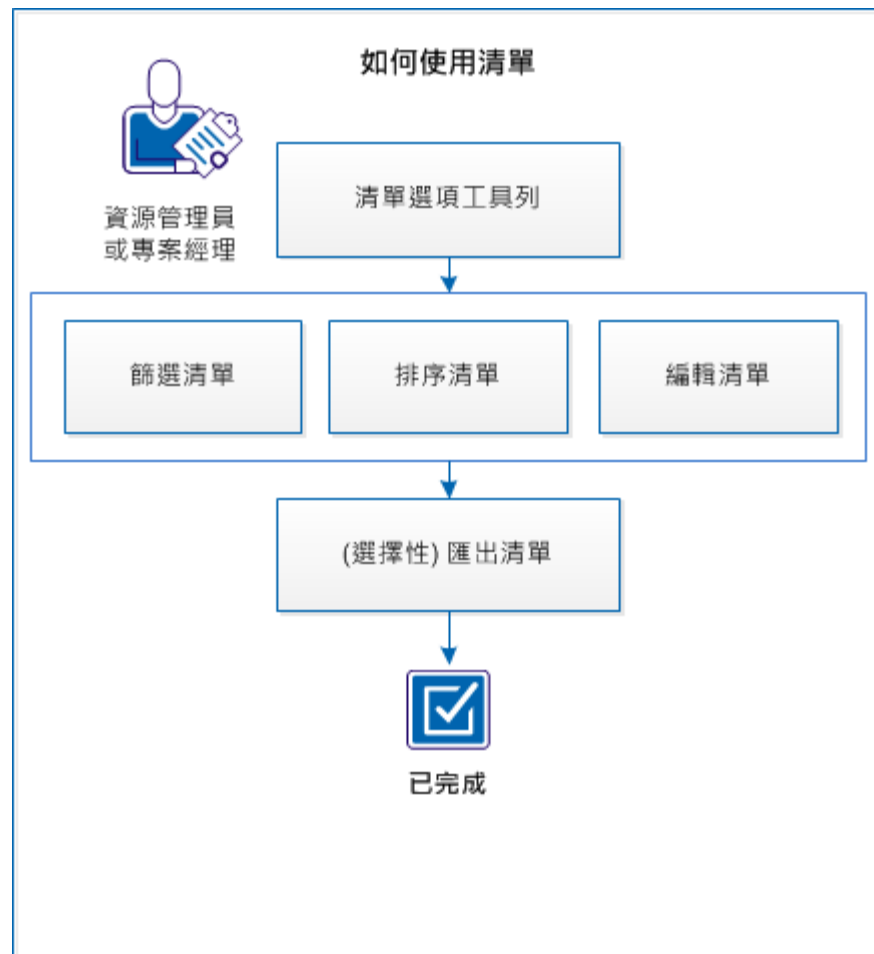 如何使用清單
資源管理員
或專案經理
清單選項工具列
篩選清單
排序清單
編輯清單
(選擇性) 匯出清單
已完成